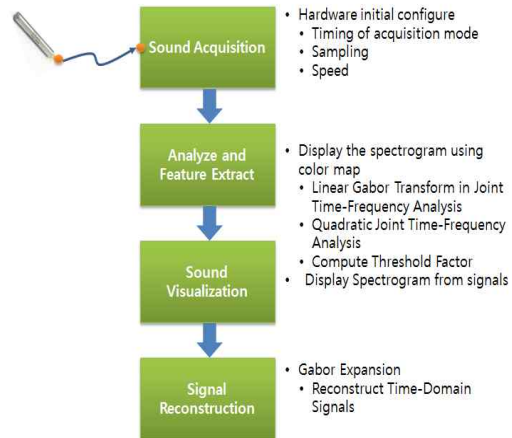 Sound Acquisition
• Hardware initial configure
• Timing of acquisition mode
• Sampling
• Speed
Analyze and
Feature Extract
• Display the spectrogram using
color map
• Linear Gabor Transform in Joint
Time-Frequency Analysis
• Quadratic Joint Time-Frequency
Analysis
• Compute Threshold Factor
• Display Spectrogram from signals
Sound
Visualization
Signal
Reconstruction
• Gabor Expansion
• Reconstruct Time-Domain
Signals